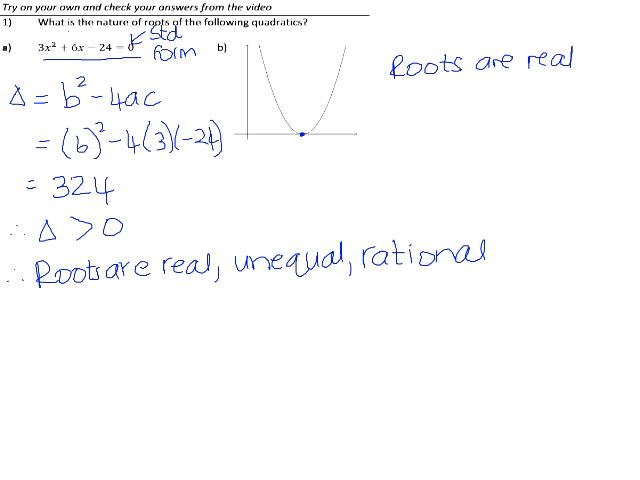 Try on your own and check your answers from the video
1) What is the nature of roots of the following quadratics?
a) 3x² + 6x − 24 = 0 Std form b)
Roots are real
Δ = b² − 4ac
= (6)² − 4(3)(−24)
= 324
∴ Δ > 0
∴ Roots are real, unequal, rational